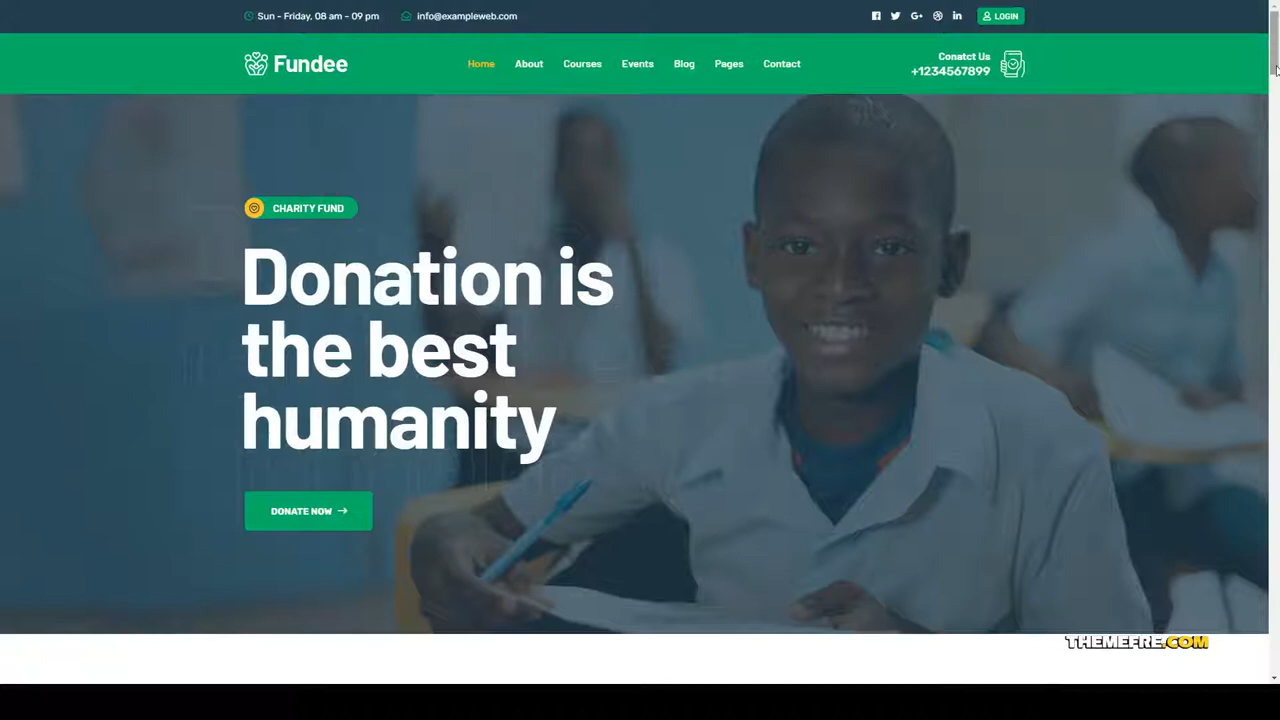 Sun - Friday, 08 am - 09 pm
info@exampleweb.com
LOGIN
Fundee
Home
About
Courses
Events
Blog
Pages
Contact
Conatct Us
+1234567899
CHARITY FUND
Donation is
the best
humanity
DONATE NOW
THEMEFRE.COM